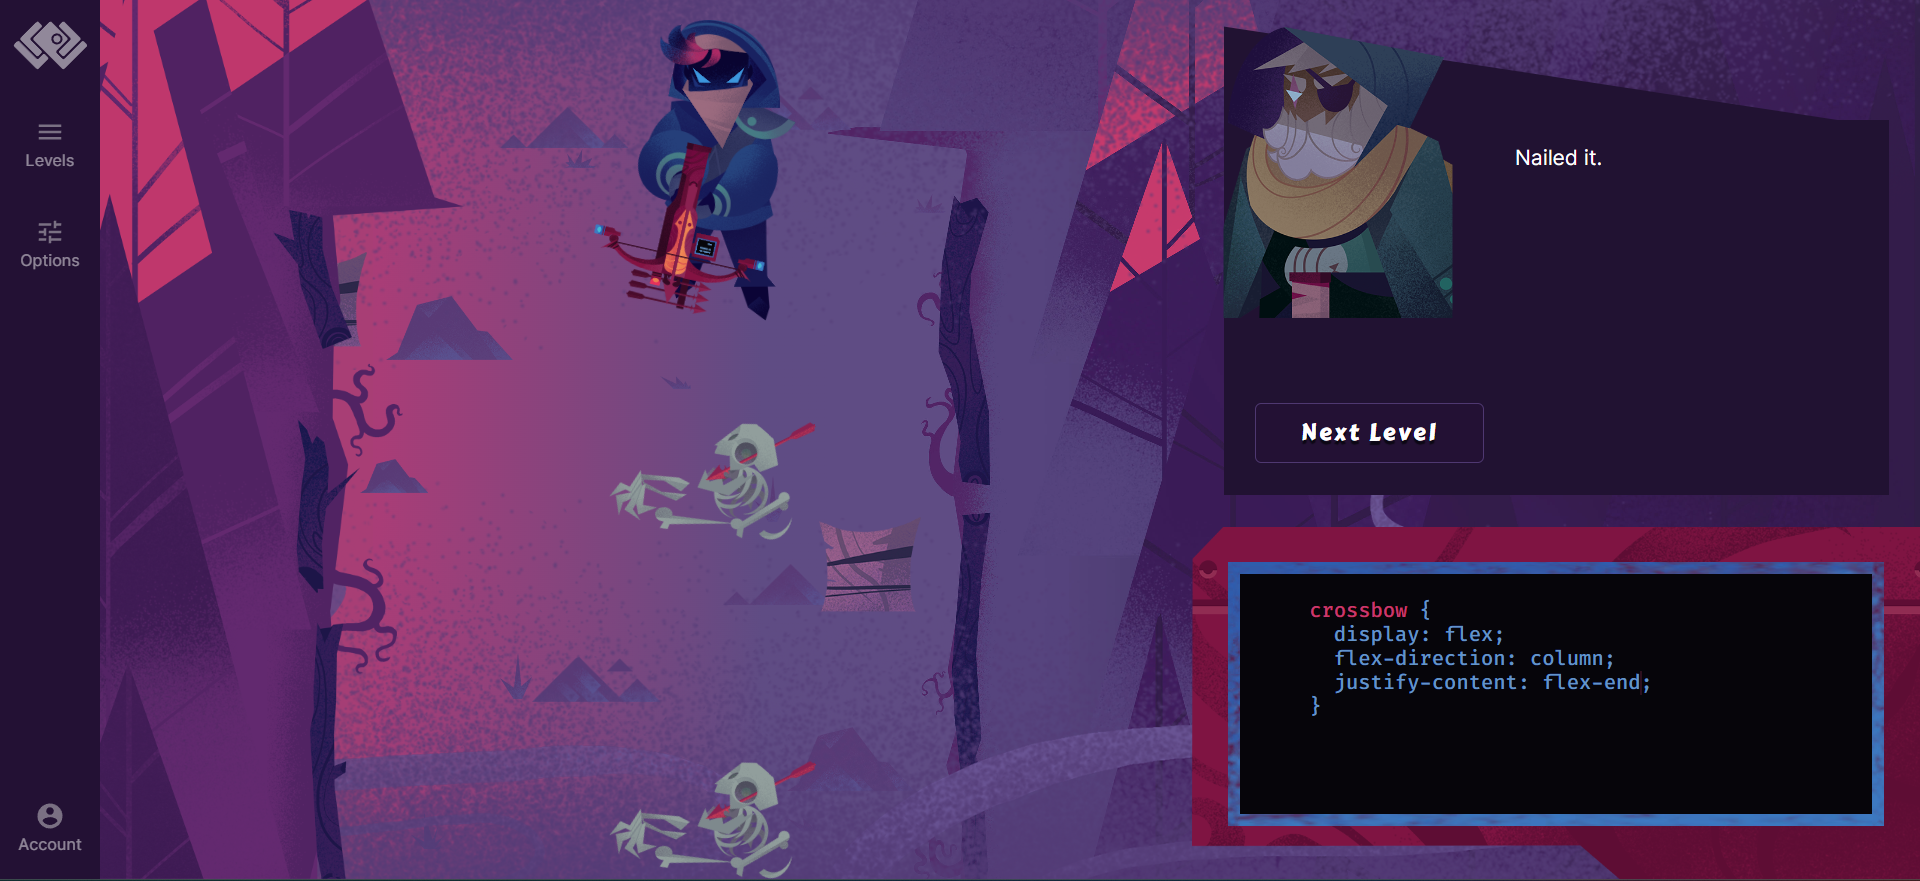 Levels
Options
Account
Nailed it.
Next Level
crossbow {
display: flex;
flex-direction: column;
justify-content: flex-end;
}